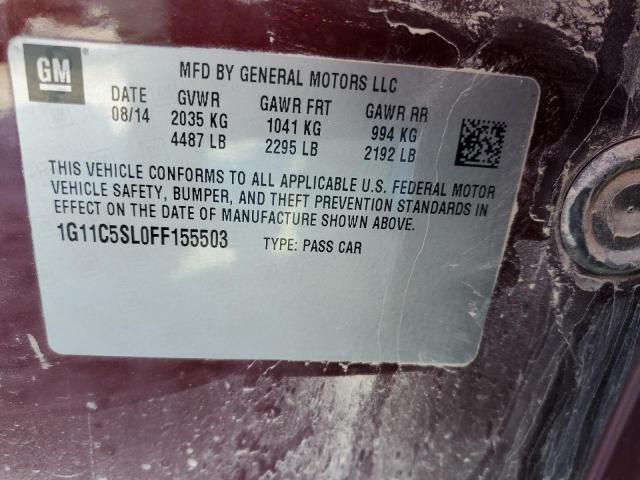 GM ®
MFD BY GENERAL MOTORS LLC
DATE GVWR GAWR FRT GAWR RR
08/14 2035 KG 1041 KG 994 KG
4487 LB 2295 LB 2192 LB
THIS VEHICLE CONFORMS TO ALL APPLICABLE U.S. FEDERAL MOTOR
VEHICLE SAFETY, BUMPER, AND THEFT PREVENTION STANDARDS IN
EFFECT ON THE DATE OF MANUFACTURE SHOWN ABOVE.
1G11C5SL0FF155503 TYPE: PASS CAR